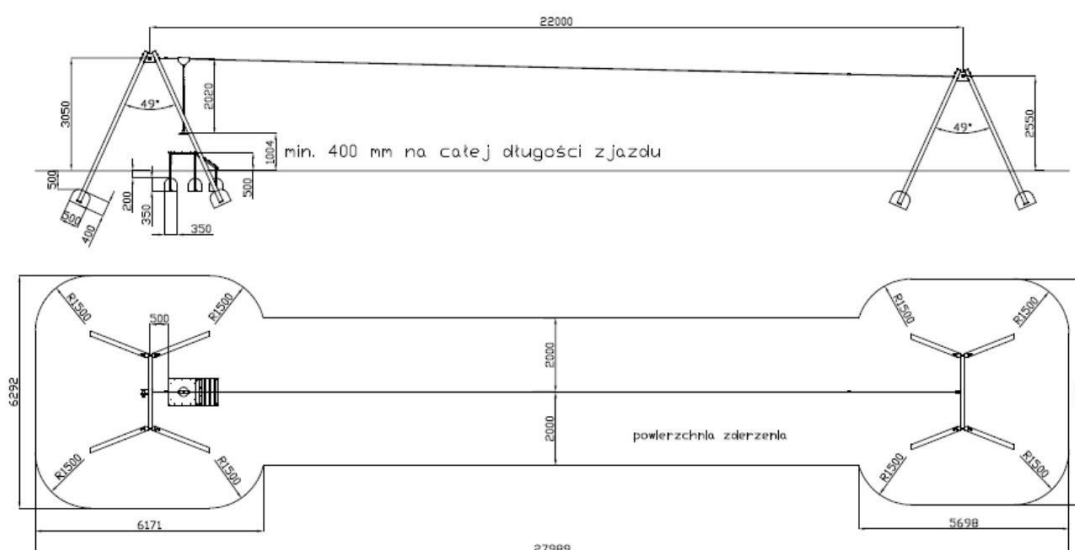 22000
49°
3050
2020
1004
min. 400 mm na całej długości zjazdu
49°
2550
500
500
400
200
350
350
500
R1500
R1500
500
6292
2000
2000
powierzchnia zderzenia
R1500
R1500
R1500
R1500
R1500
R1500
6171
5698
27989